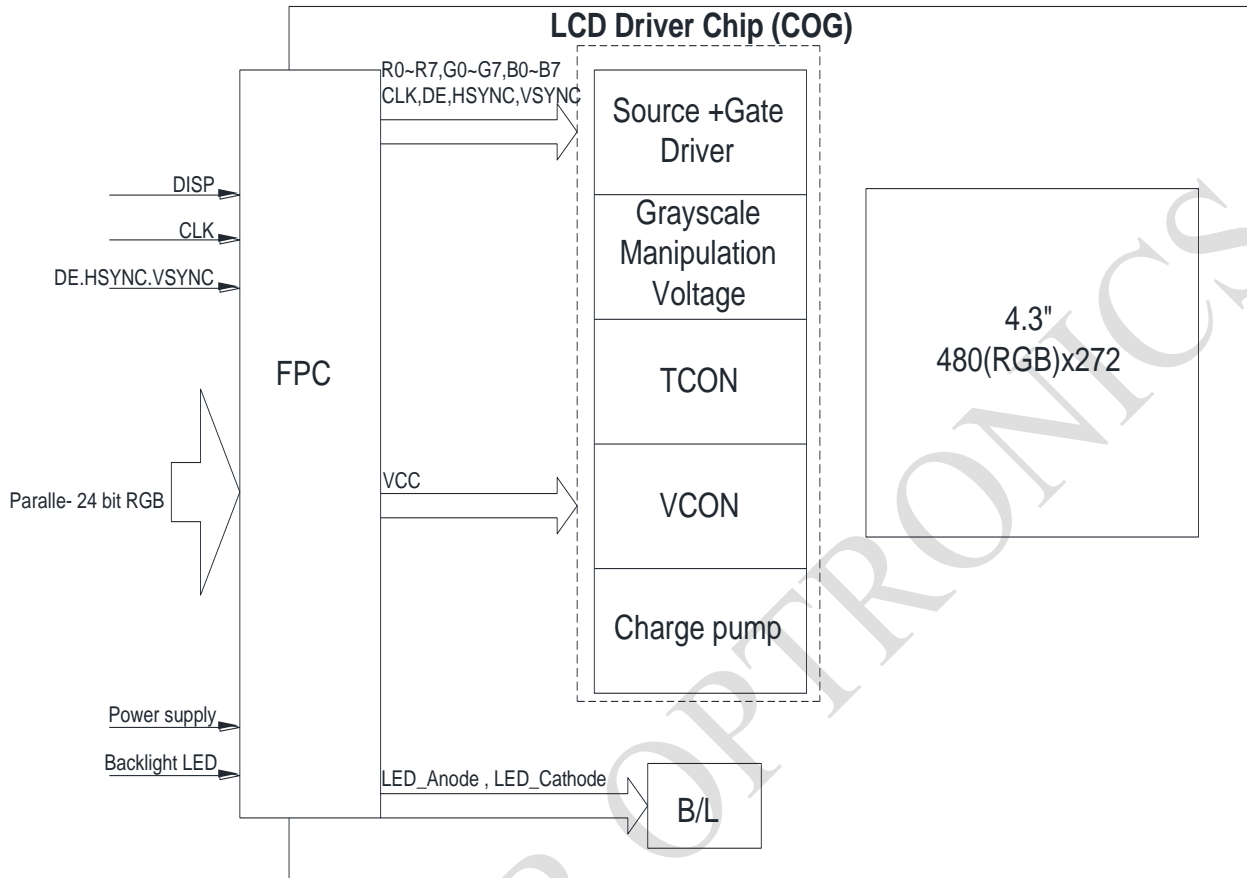 LCD Driver Chip (COG)
R0~R7,G0~G7,B0~B7
CLK,DE,HSYNC,VSYNC
Source +Gate
Driver
DISP
CLK
DE.HSYNC.VSYNC
Grayscale
Manipulation
Voltage
4.3"
480(RGB)x272
FPC
TCON
Paralle- 24 bit RGB
VCC
VCON
Charge pump
Power supply
Backlight LED
LED_Anode , LED_Cathode
B/L
OPTRONICS